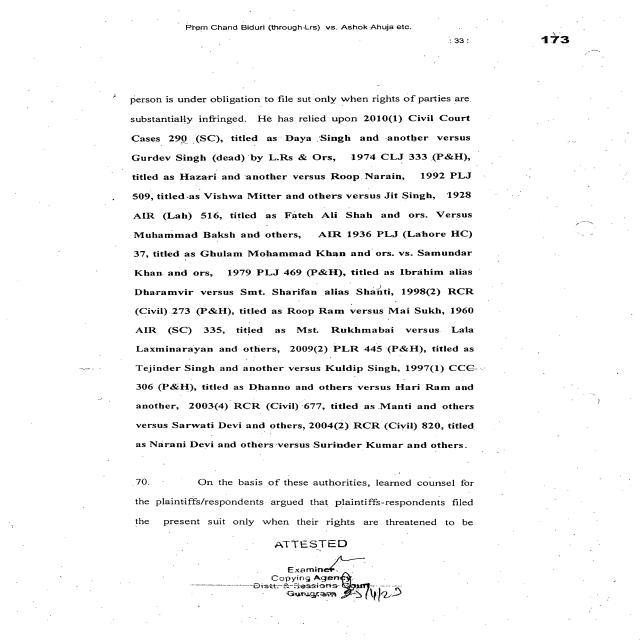 Prem Chand Biduri (through Lrs) vs. Ashok Ahuja etc.
: 33 : 173
person is under obligation to file sut only when rights of parties are
substantially infringed. He has relied upon 2010(1) Civil Court
Cases 290 (SC), titled as Daya Singh and another versus
Gurdev Singh (dead) by L.Rs & Ors, 1974 CLJ 333 (P&H),
titled as Hazari and another versus Roop Narain, 1992 PLJ
509, titled as Vishwa Mitter and others versus Jit Singh, 1928
AIR (Lah) 516, titled as Fateh Ali Shah and ors. Versus
Muhammad Baksh and others, AIR 1936 PLJ (Lahore HC)
37, titled as Ghulam Mohammad Khan and ors. vs. Samundar
Khan and ors, 1979 PLJ 469 (P&H), titled as Ibrahim alias
Dharamvir versus Smt. Sharifan alias Shanti, 1998(2) RCR
(Civil) 273 (P&H), titled as Roop Ram versus Mai Sukh, 1960
AIR (SC) 335, titled as Mst. Rukhmabai versus Lala
Laxminarayan and others, 2009(2) PLR 445 (P&H), titled as
Tejinder Singh and another versus Kuldip Singh, 1997(1) CCC
306 (P&H), titled as Dhanno and others versus Hari Ram and
another, 2003(4) RCR (Civil) 677, titled as Manti and others
versus Sarwati Devi and others, 2004(2) RCR (Civil) 820, titled
as Narani Devi and others versus Surinder Kumar and others.
70. On the basis of these authorities, learned counsel for
the plaintiffs/respondents argued that plaintiffs-respondents filed
the present suit only when their rights are threatened to be
ATTESTED
Examiner
Copying Agency
Distt. & Sessions Court
Gurugram